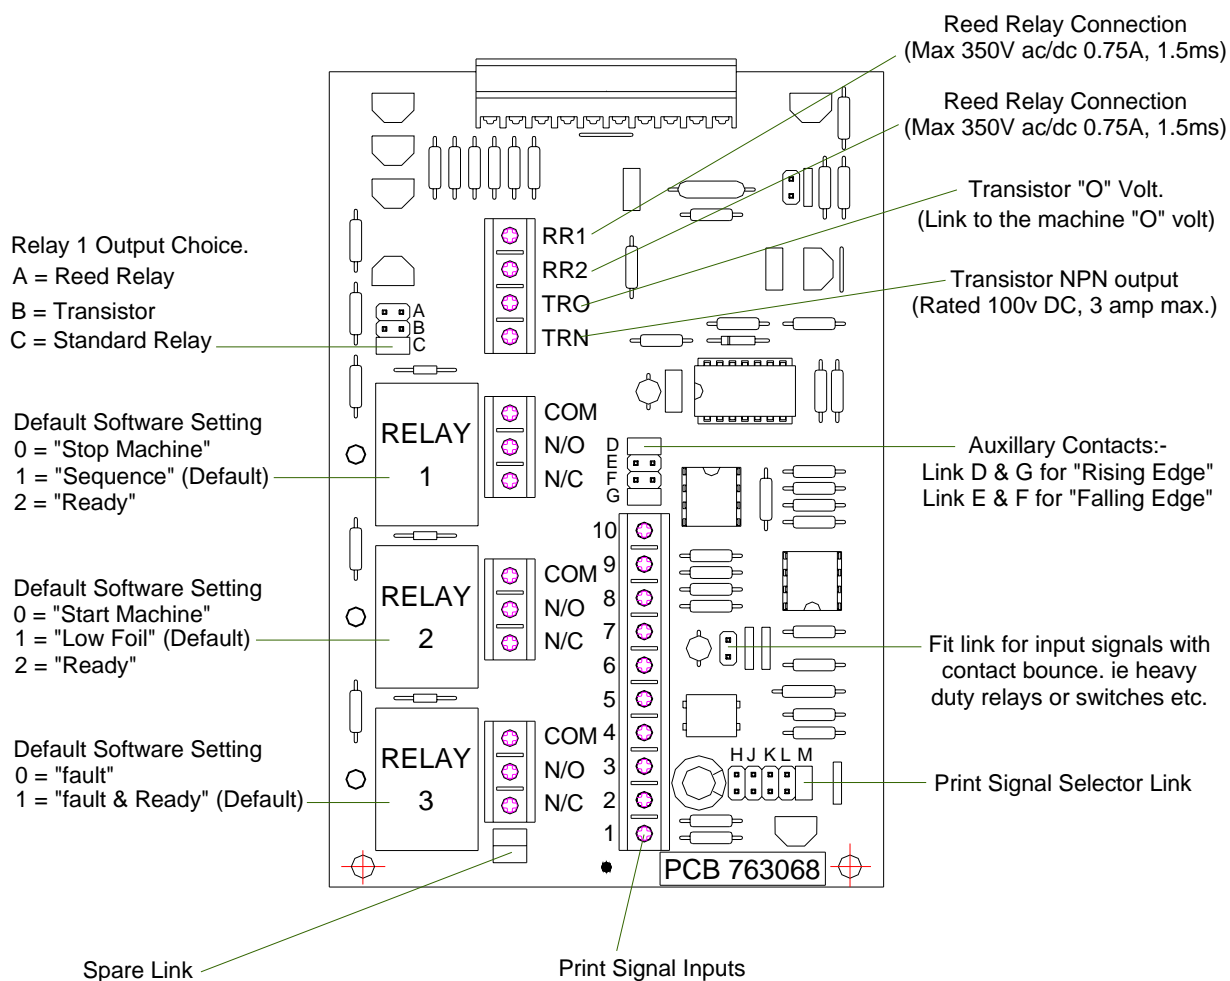 Reed Relay Connection
(Max 350V ac/dc 0.75A, 1.5ms)
Reed Relay Connection
(Max 350V ac/dc 0.75A, 1.5ms)
Transistor "O" Volt.
(Link to the machine "O" volt)
Transistor NPN output
(Rated 100v DC, 3 amp max.)
RR1
RR2
TRO
TRN
Relay 1 Output Choice.
A = Reed Relay
B = Transistor
C = Standard Relay
A
B
C
Default Software Setting
0 = "Stop Machine"
1 = "Sequence" (Default)
2 = "Ready"
RELAY
1
COM
N/O
N/C
D
E
F
G
Auxillary Contacts:-
Link D & G for "Rising Edge"
Link E & F for "Falling Edge"
Default Software Setting
0 = "Start Machine"
1 = "Low Foil" (Default)
2 = "Ready"
RELAY
2
COM
N/O
N/C
10
9
8
7
6
5
4
3
2
1
Fit link for input signals with
contact bounce. ie heavy
duty relays or switches etc.
Default Software Setting
0 = "fault"
1 = "fault & Ready" (Default)
RELAY
3
COM
N/O
N/C
H J K L M
Print Signal Selector Link
PCB 763068
Spare Link
Print Signal Inputs